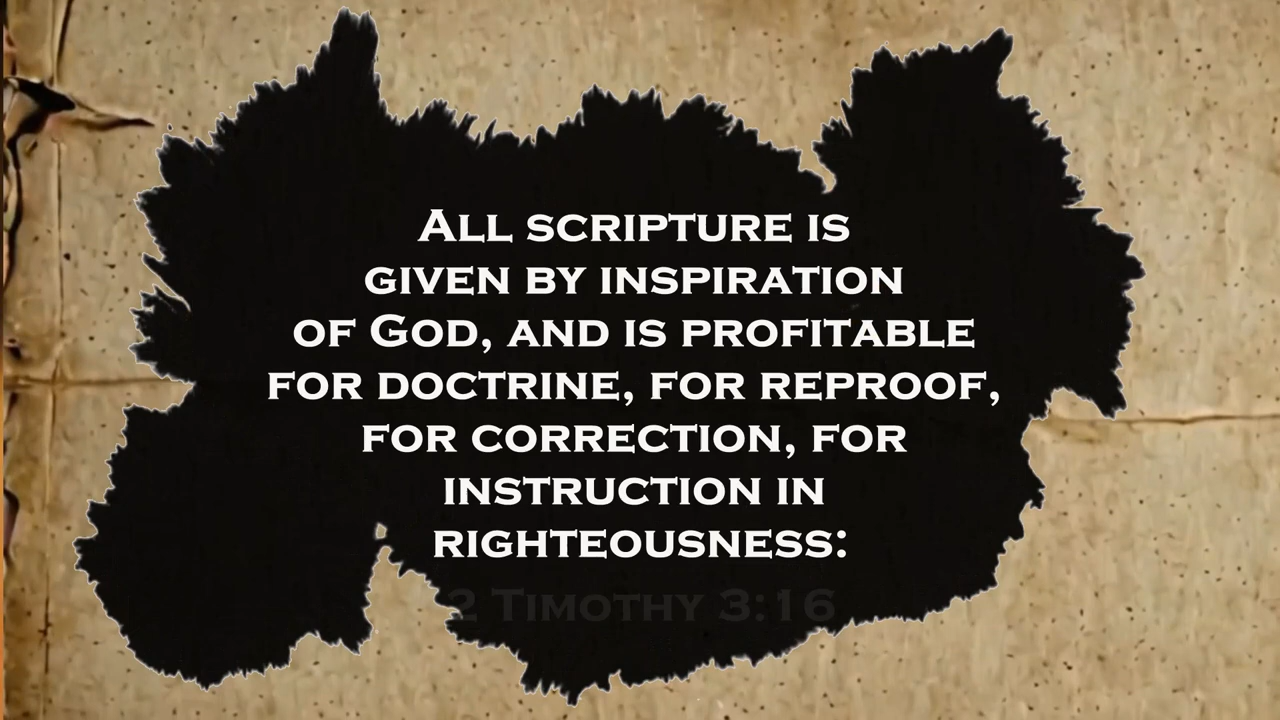 All scripture is
given by inspiration
of God, and is profitable
for doctrine, for reproof,
for correction, for
instruction in
righteousness:
2 Timothy 3:16